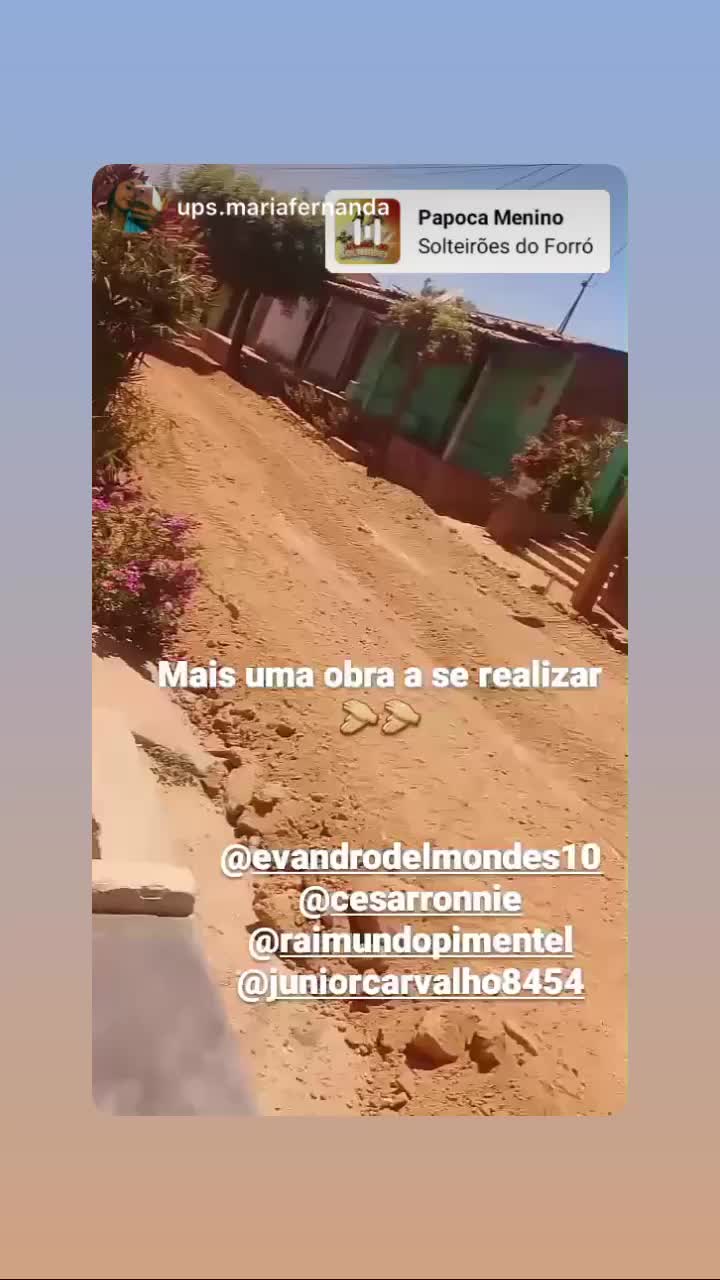 ups.mariafernanda
Papoca Menino
Solteirões do Forró
Mais uma obra a se realizar
@evandrodelmondes10
@cesarronnie
@raimundopimentel
@juniorcarvalho8454